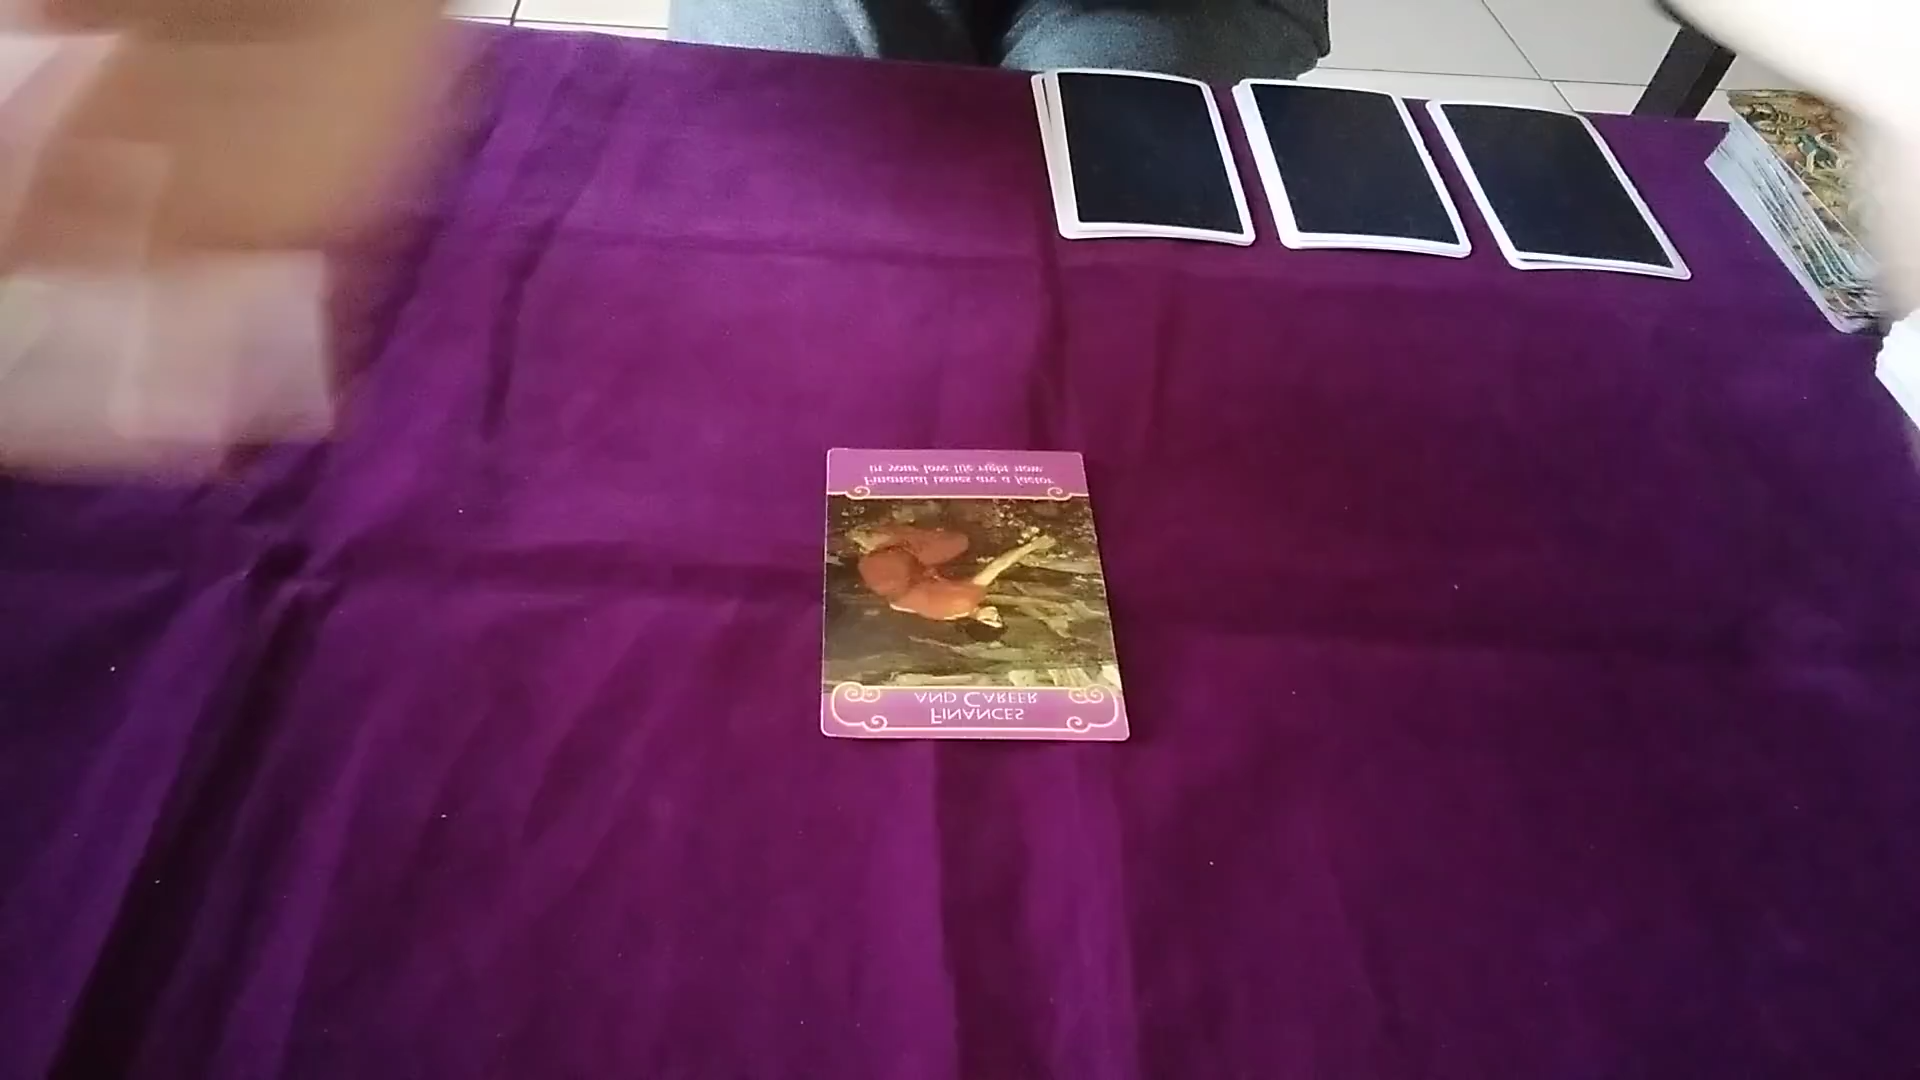 FINANCES
AND CAREER
Financial issues are a factor
in your love life right now.